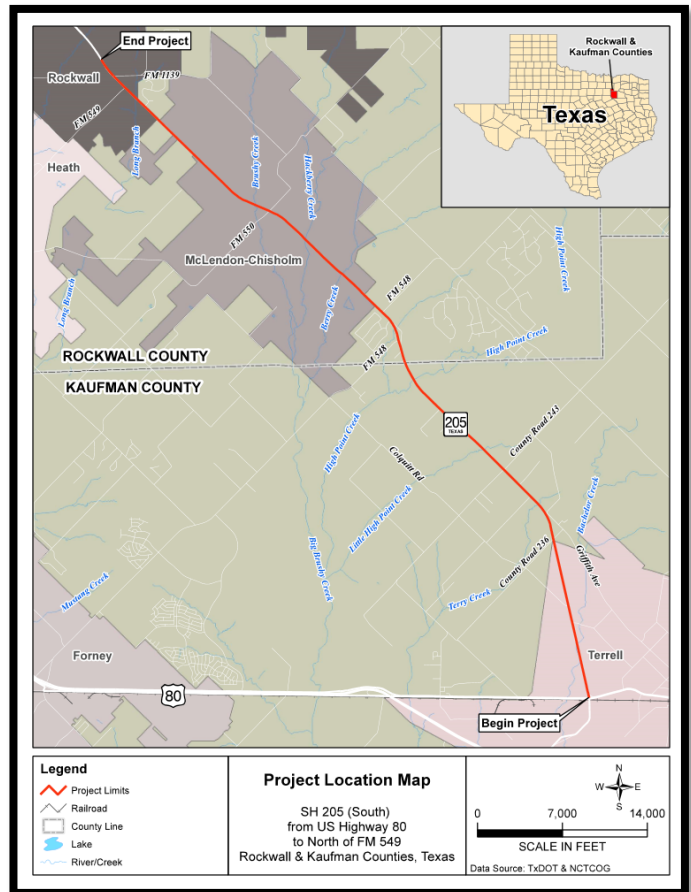 End Project
Rockwall
FM 1139
FM 549
Long Branch
Heath
Brushy Creek
Hackberry Creek
Rockwall &
Kaufman Counties
Texas
FM 550
McLendon-Chisholm
Long Branch
Berry Creek
FM 548
High Point Creek
FM 548
High Point Creek
ROCKWALL COUNTY
KAUFMAN COUNTY
205
TEXAS
County Road 243
High Point Creek
Colquitt Rd
Little High Point Creek
Bachelor Creek
Big Brushy Creek
County Road 236
Griffith Ave
Terry Creek
Mustang Creek
Forney
Terrell
80
Begin Project
Legend
Project Limits
Railroad
County Line
Lake
River/Creek
Project Location Map
SH 205 (South)
from US Highway 80
to North of FM 549
Rockwall & Kaufman Counties, Texas
N
W E
S
0 7,000 14,000
SCALE IN FEET
Data Source: TxDOT & NCTCOG